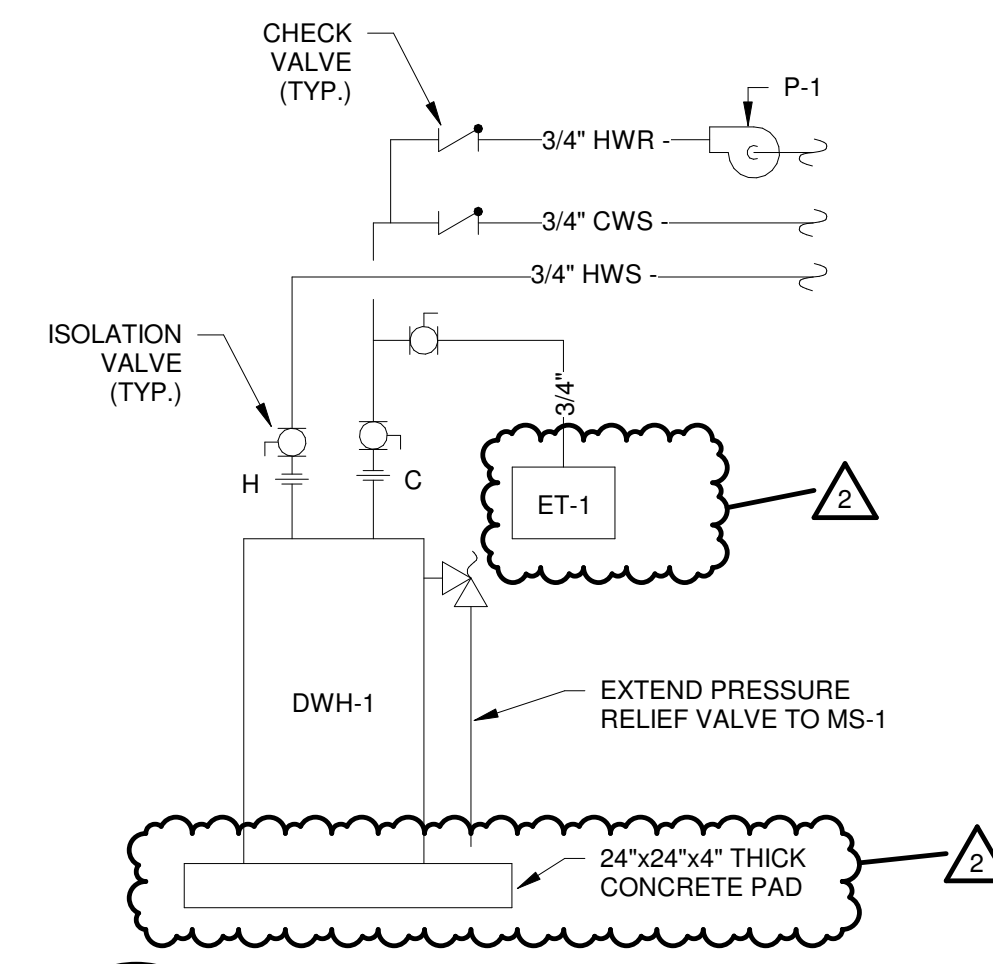 CHECK
VALVE
(TYP.)
P-1
3/4" HWR -
3/4" CWS -
3/4" HWS -
ISOLATION
VALVE
(TYP.)
3/4"
H
C
ET-1
2
DWH-1
EXTEND PRESSURE
RELIEF VALVE TO MS-1
24"x24"x4" THICK
CONCRETE PAD
2